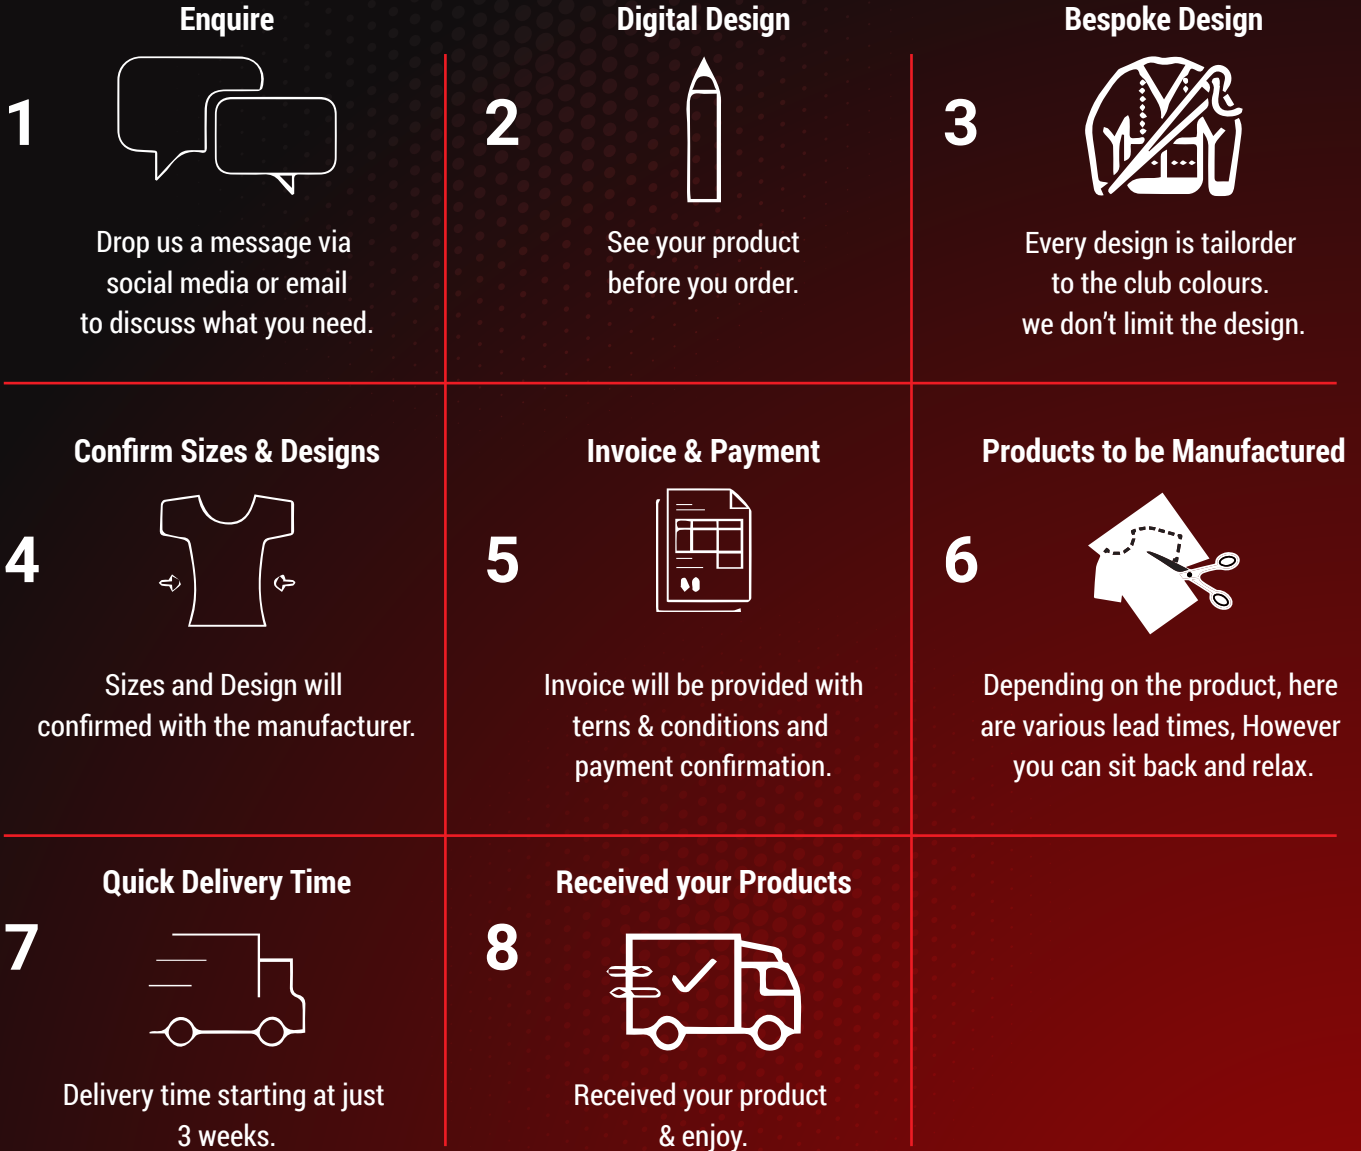 Enquire
1
Drop us a message via
social media or email
to discuss what you need.
Digital Design
2
See your product
before you order.
Bespoke Design
3
Every design is tailorder
to the club colours.
we don’t limit the design.
Confirm Sizes & Designs
4
Sizes and Design will
confirmed with the manufacturer.
Invoice & Payment
5
Invoice will be provided with
terns & conditions and
payment confirmation.
Products to be Manufactured
6
Depending on the product, here
are various lead times, However
you can sit back and relax.
Quick Delivery Time
7
Delivery time starting at just
3 weeks.
Received your Products
8
Received your product
& enjoy.